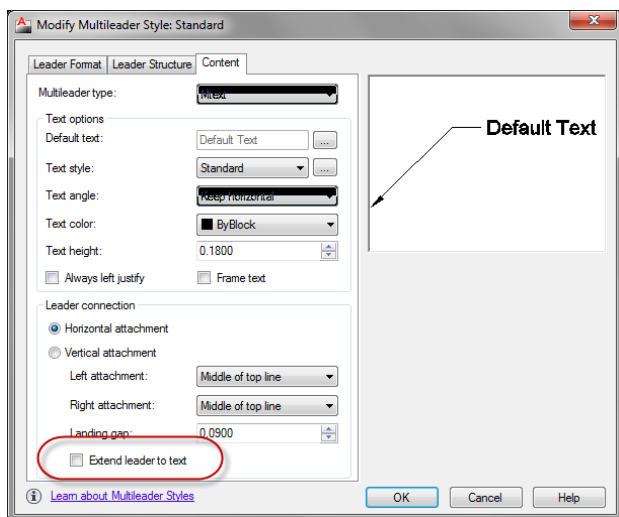 Modify Multileader Style: Standard
Leader Format Leader Structure Content
Multileader type: Mtext
Text options
Default text: Default Text ...
Text style: Standard ...
Text angle: Keep horizontal
Text color: ByBlock
Text height: 0.1800
Always left justify Frame text
Leader connection
Horizontal attachment
Vertical attachment
Left attachment: Middle of top line
Right attachment: Middle of top line
Landing gap: 0.0900
Extend leader to text
Learn about Multileader Styles
Default Text
OK Cancel Help